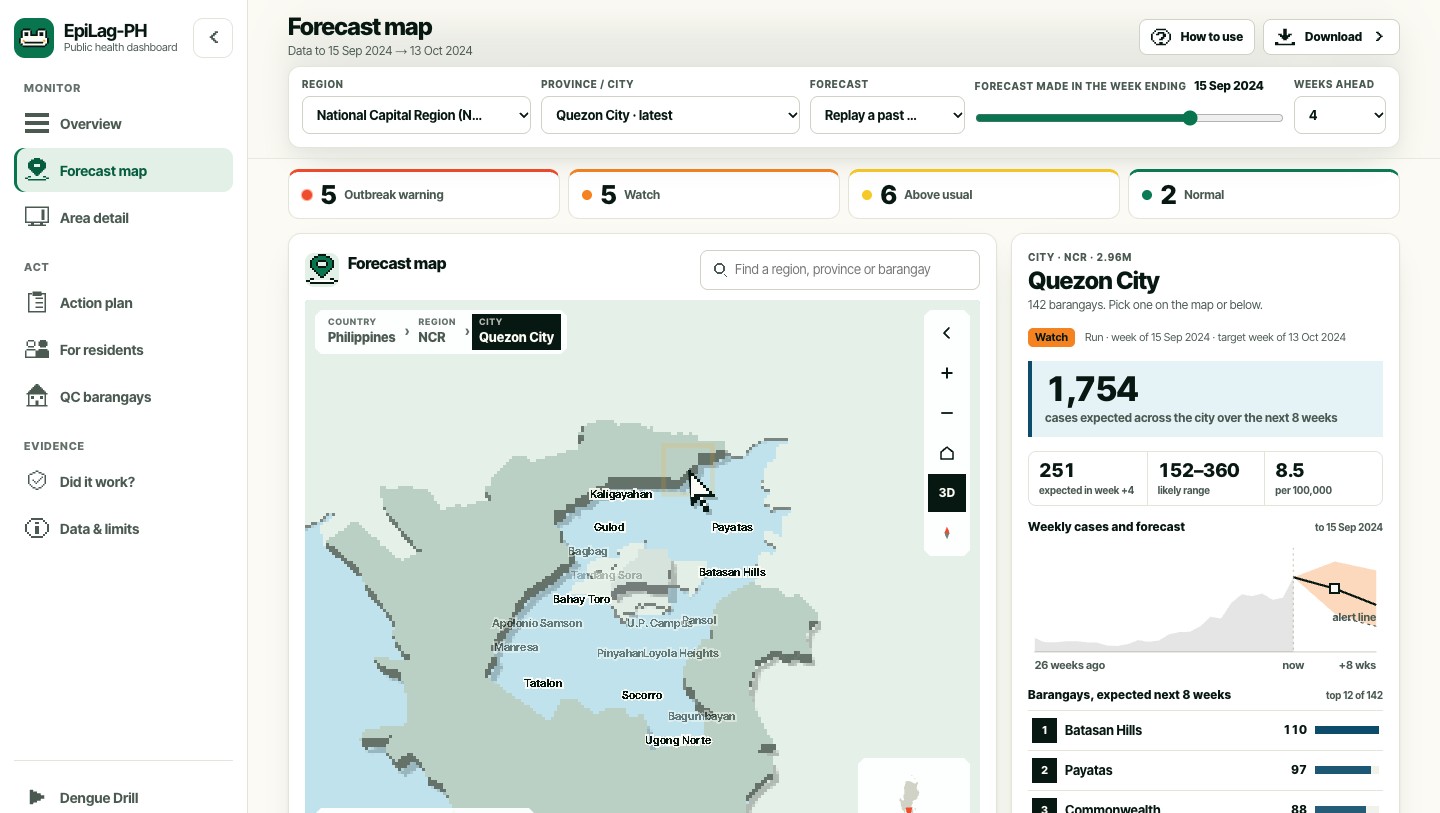 EpiLag-PH
Public health dashboard
MONITOR
Overview
Forecast map
Area detail
ACT
Action plan
For residents
QC barangays
EVIDENCE
Did it work?
Data & limits
Dengue Drill
Forecast map
Data to 15 Sep 2024 → 13 Oct 2024
How to use
Download
REGION
National Capital Region (N...
PROVINCE / CITY
Quezon City · latest
FORECAST
Replay a past ...
FORECAST MADE IN THE WEEK ENDING 15 Sep 2024
WEEKS AHEAD
4
5 Outbreak warning
5 Watch
6 Above usual
2 Normal
Forecast map
Find a region, province or barangay
COUNTRY
Philippines
›
REGION
NCR
›
CITY
Quezon City
+
−
3D
Kaligayahan
Gulod
Payatas
Bagbag
Tandang Sora
Batasan Hills
Bahay Toro
Apolonio Samson
U.P. Campus
Pansol
Manresa
Pinyahan
Loyola Heights
Tatalon
Socorro
Bagumbayan
Ugong Norte
CITY · NCR · 2.96M
Quezon City
142 barangays. Pick one on the map or below.
Watch
Run · week of 15 Sep 2024 · target week of 13 Oct 2024
1,754
cases expected across the city over the next 8 weeks
251
expected in week +4
152–360
likely range
8.5
per 100,000
Weekly cases and forecast
to 15 Sep 2024
alert line
26 weeks ago
now
+8 wks
Barangays, expected next 8 weeks
top 12 of 142
1 Batasan Hills 110
2 Payatas 97
3 Commonwealth 88